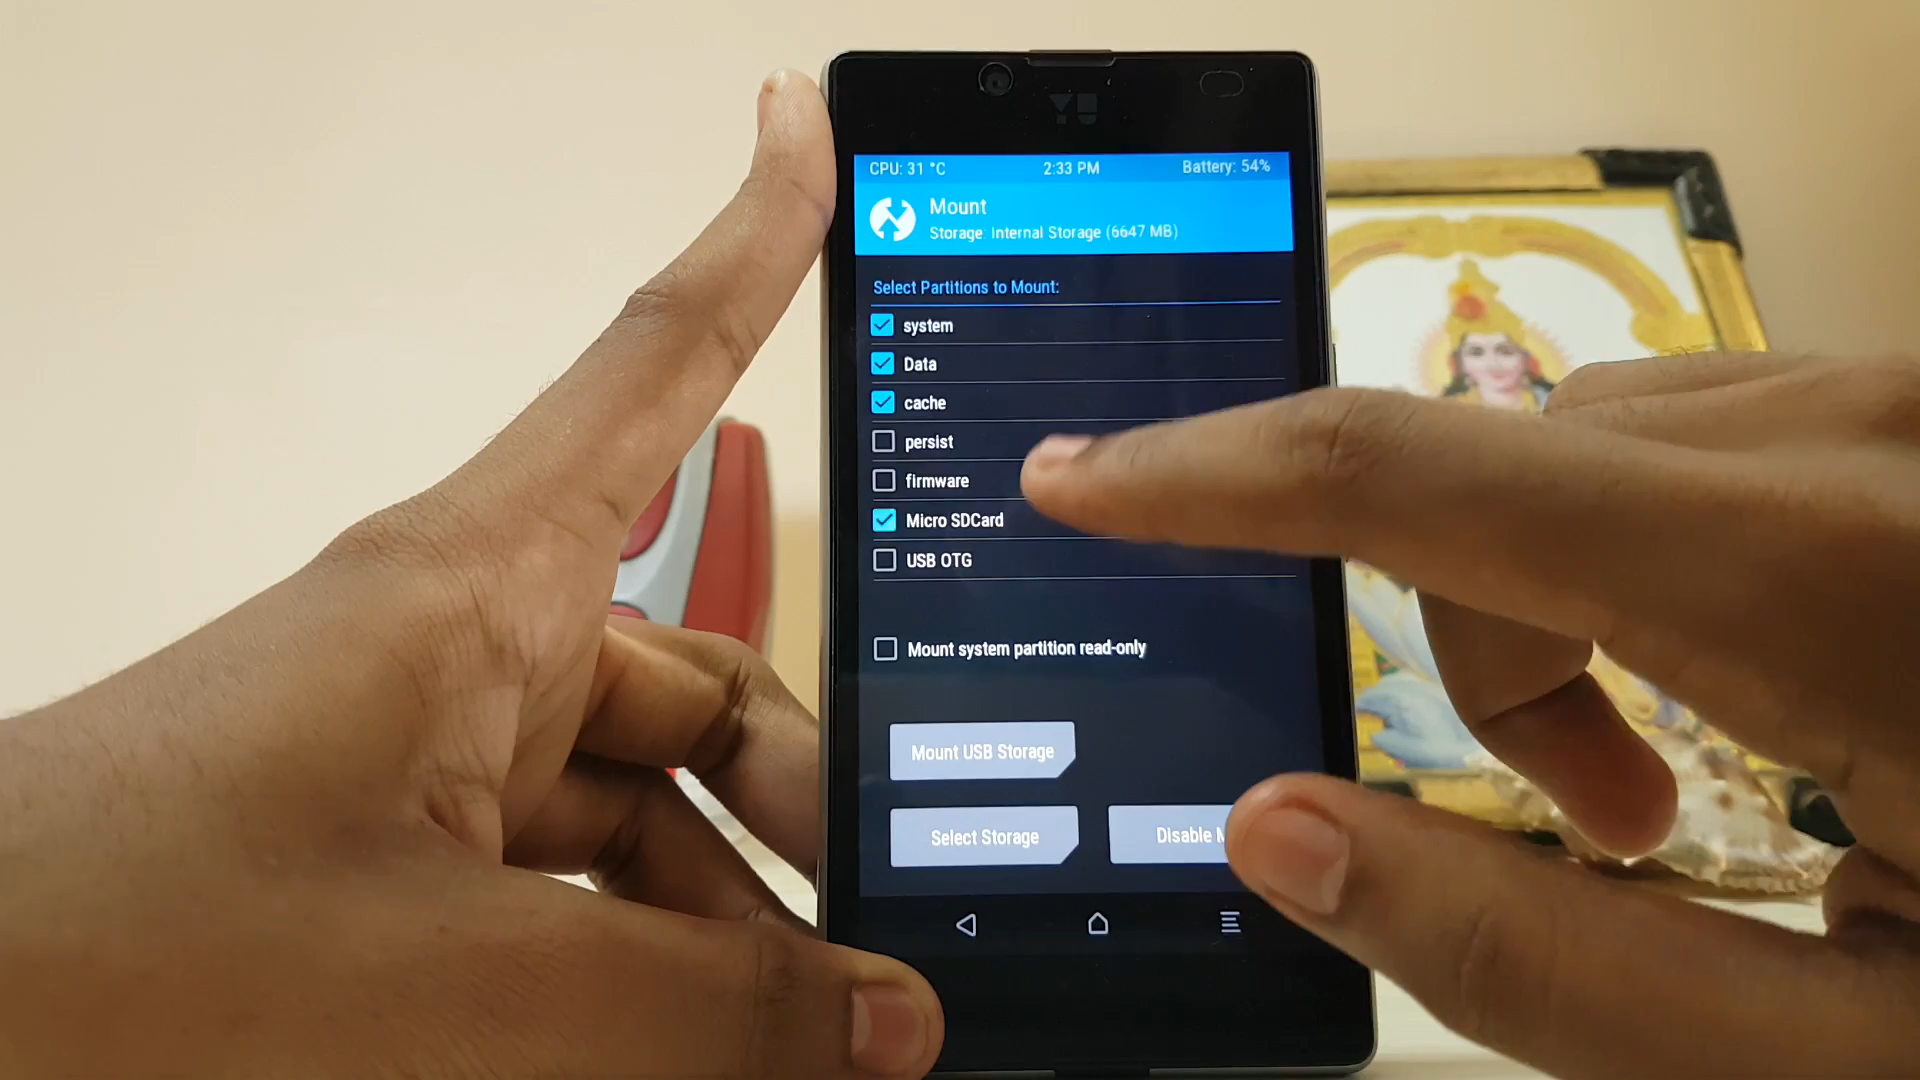 YU
CPU: 31 °C 2:33 PM Battery: 54%
Mount
Storage: Internal Storage (6647 MB)
Select Partitions to Mount:
system
Data
cache
persist
firmware
Micro SDCard
USB OTG
Mount system partition read-only
Mount USB Storage
Select Storage
Disable M